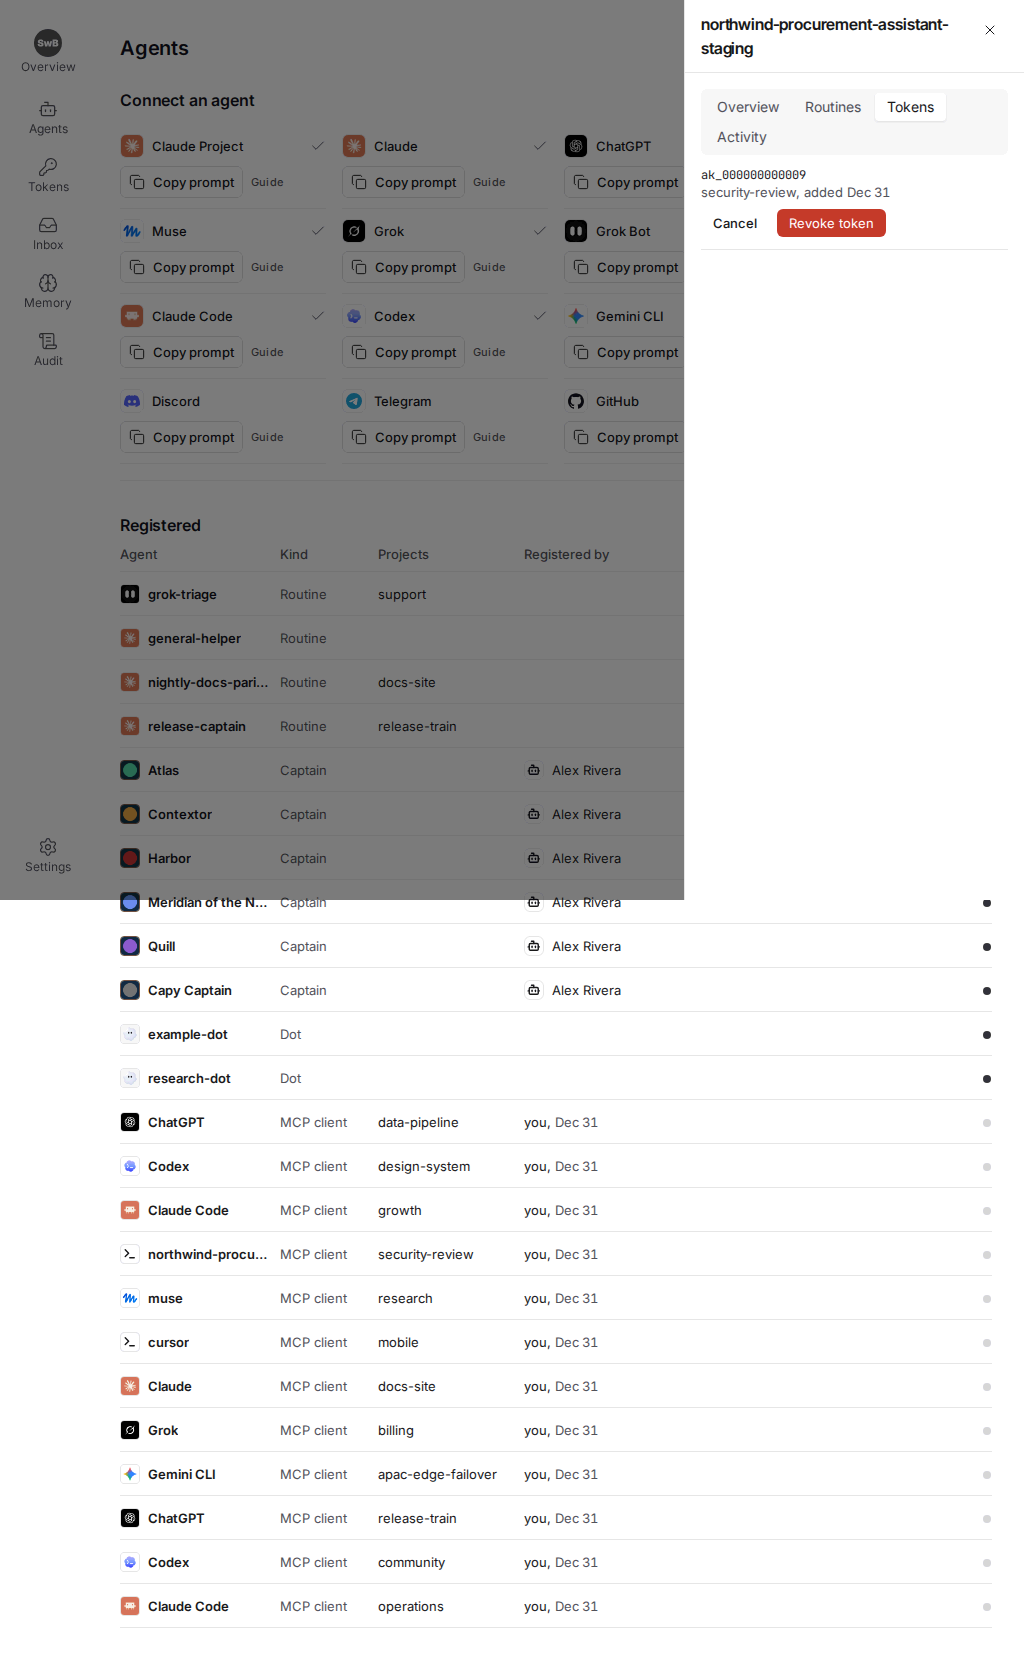 SwB
Overview
Agents
Tokens
Inbox
Memory
Audit
Settings
Agents
Connect an agent
Claude Project
Claude
ChatGPT
Copy prompt Guide
Copy prompt Guide
Copy prompt
Muse
Grok
Grok Bot
Copy prompt Guide
Copy prompt Guide
Copy prompt
Claude Code
Codex
Gemini CLI
Copy prompt Guide
Copy prompt Guide
Copy prompt
Discord
Telegram
GitHub
Copy prompt Guide
Copy prompt Guide
Copy prompt
Registered
Agent Kind Projects Registered by
grok-triage Routine support
general-helper Routine
nightly-docs-pari... Routine docs-site
release-captain Routine release-train
Atlas Captain Alex Rivera
Contextor Captain Alex Rivera
Harbor Captain Alex Rivera
Meridian of the N... Captain Alex Rivera
Quill Captain Alex Rivera
Capy Captain Captain Alex Rivera
example-dot Dot
research-dot Dot
ChatGPT MCP client data-pipeline you, Dec 31
Codex MCP client design-system you, Dec 31
Claude Code MCP client growth you, Dec 31
northwind-procu... MCP client security-review you, Dec 31
muse MCP client research you, Dec 31
cursor MCP client mobile you, Dec 31
Claude MCP client docs-site you, Dec 31
Grok MCP client billing you, Dec 31
Gemini CLI MCP client apac-edge-failover you, Dec 31
ChatGPT MCP client release-train you, Dec 31
Codex MCP client community you, Dec 31
Claude Code MCP client operations you, Dec 31
northwind-procurement-assistant-
staging
Overview Routines Tokens
Activity
ak_000000000009
security-review, added Dec 31
Cancel Revoke token